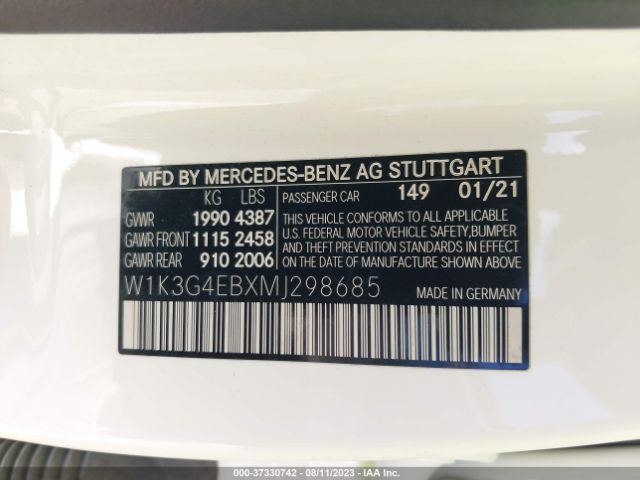 MFD BY MERCEDES-BENZ AG STUTTGART
KG LBS
GVWR 1990 4387
GAWR FRONT 1115 2458
GAWR REAR 910 2006
PASSENGER CAR 149 01/21
THIS VEHICLE CONFORMS TO ALL APPLICABLE
U.S. FEDERAL MOTOR VEHICLE SAFETY,BUMPER
AND THEFT PREVENTION STANDARDS IN EFFECT
ON THE DATE OF MANUFACTURE SHOWN ABOVE.
W1K3G4EBXMJ298685 MADE IN GERMANY
000-37330742 - 08/11/2023 - IAA Inc.